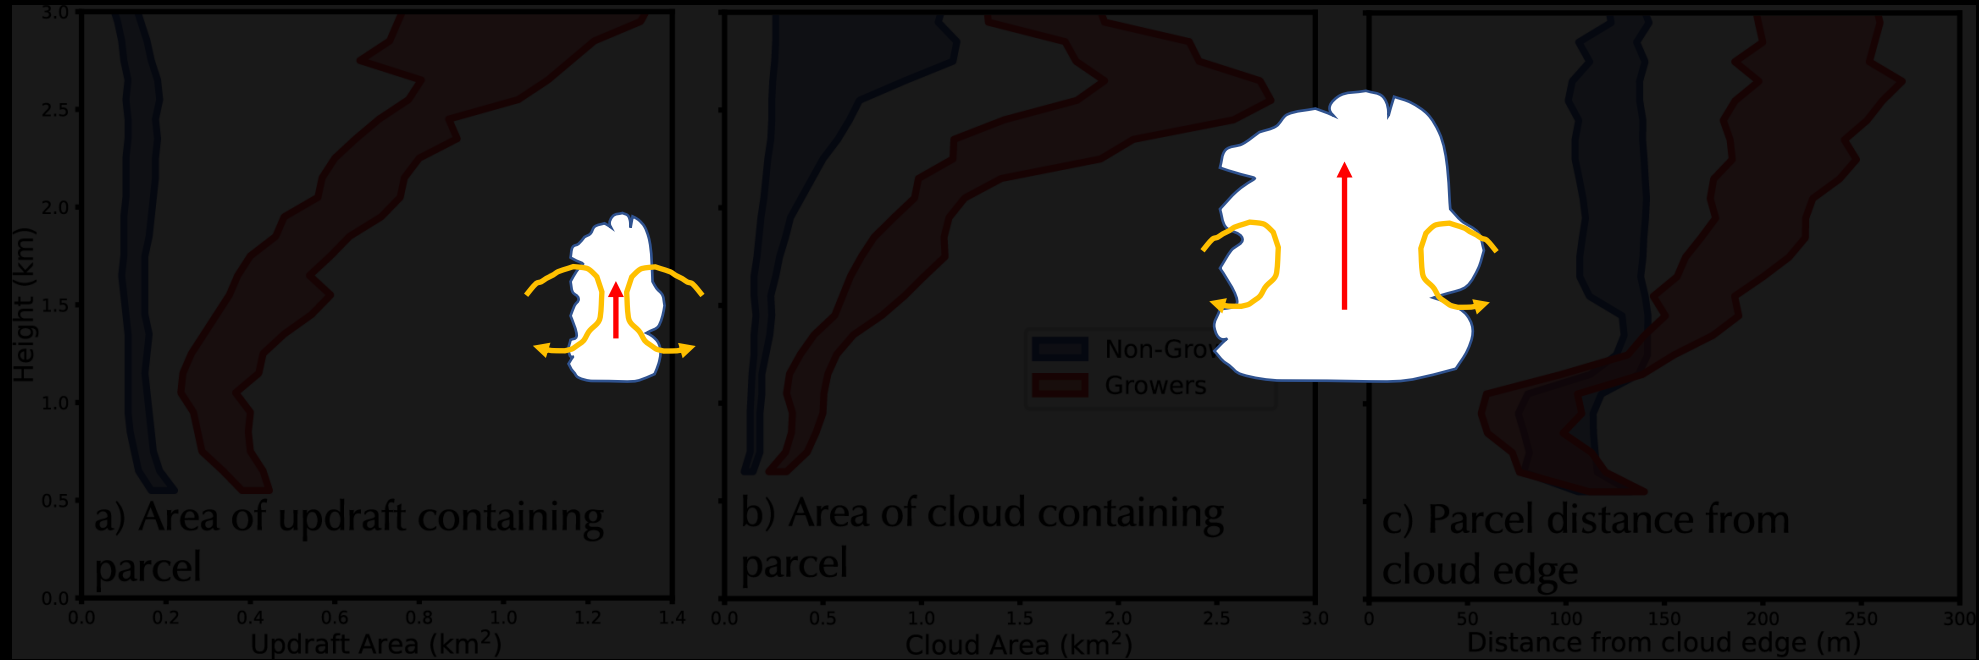 3.0
2.5
2.0
1.5
1.0
0.5
0.0
Height (km)
a) Area of updraft containing
parcel
0.0 0.2 0.4 0.6 0.8 1.0 1.2 1.4
Updraft Area (km²)
Non-Grow
Growers
b) Area of cloud containing
parcel
0.0 0.5 1.0 1.5 2.0 2.5 3.0
Cloud Area (km²)
c) Parcel distance from
cloud edge
0 50 100 150 200 250 300
Distance from cloud edge (m)